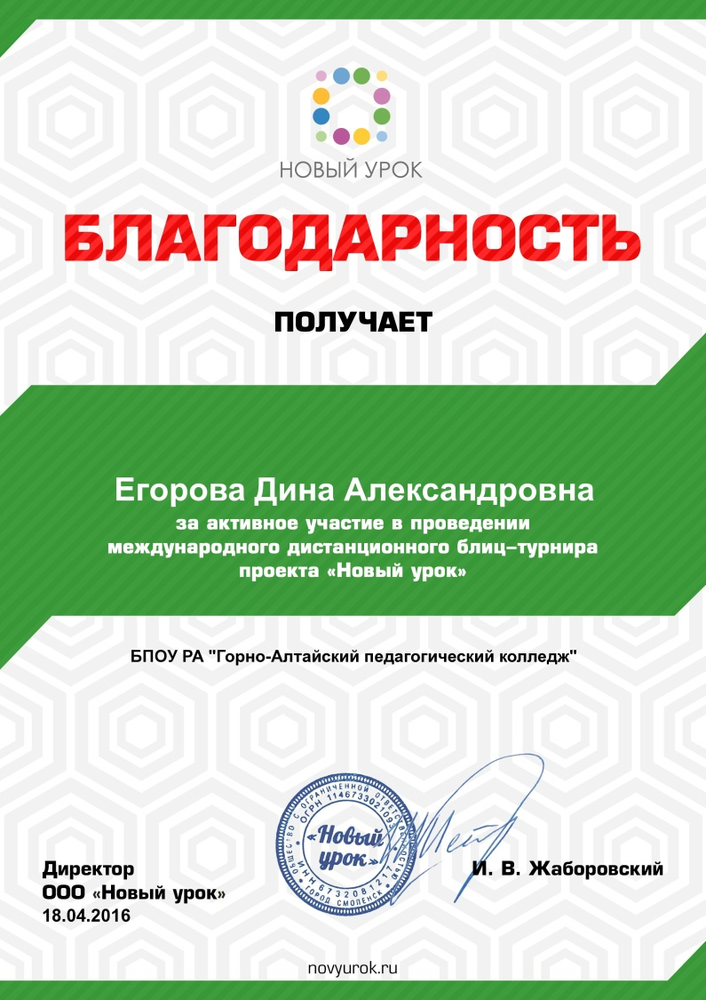 НОВЫЙ УРОК
БЛАГОДАРНОСТЬ
ПОЛУЧАЕТ
Егорова Дина Александровна
за активное участие в проведении
международного дистанционного блиц-турнира
проекта «Новый урок»
БПОУ РА "Горно-Алтайский педагогический колледж"
ОБЩЕСТВО С ОГРАНИЧЕННОЙ ОТВЕТСТВЕННОСТЬЮ
ОГРН
«Новый
урок»
ИНН 6732081217
ГОРОД СМОЛЕНСК
Директор
ООО «Новый урок»
18.04.2016
И. В. Жаборовский
novyurok.ru